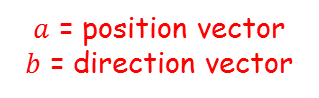 a = position vector
b = direction vector